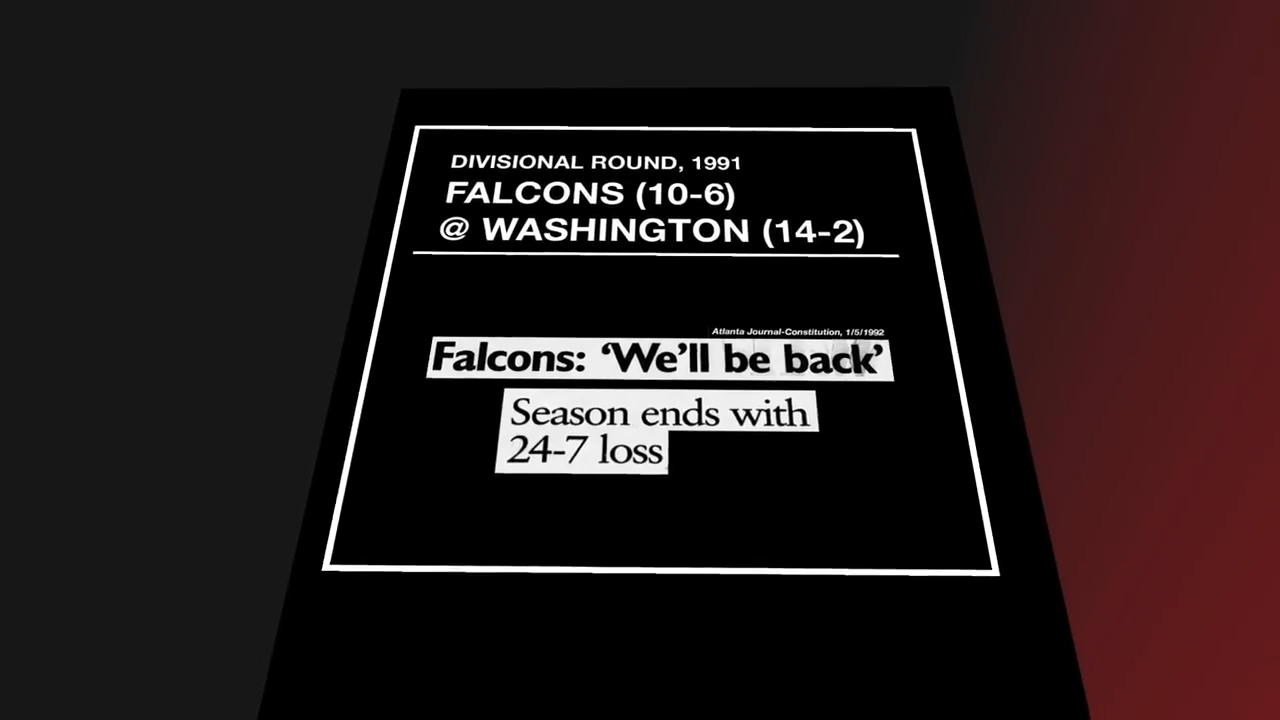 DIVISIONAL ROUND, 1991
FALCONS (10-6)
@ WASHINGTON (14-2)
Atlanta Journal-Constitution, 1/5/1992
Falcons: ‘We’ll be back’
Season ends with
24-7 loss